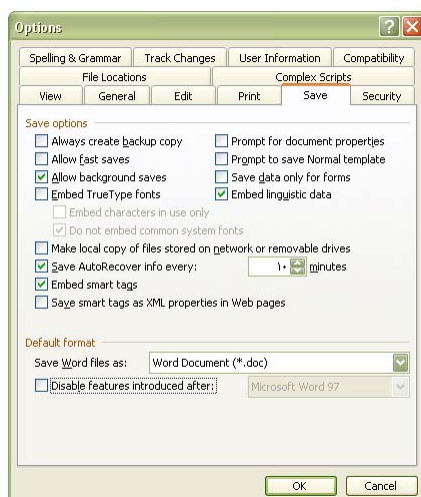 Options
Spelling & Grammar Track Changes User Information Compatibility
File Locations Complex Scripts
View General Edit Print Save Security
Save options
Always create backup copy Prompt for document properties
Allow fast saves Prompt to save Normal template
Allow background saves Save data only for forms
Embed TrueType fonts Embed linguistic data
Embed characters in use only
Do not embed common system fonts
Make local copy of files stored on network or removable drives
Save AutoRecover info every: ١٠ minutes
Embed smart tags
Save smart tags as XML properties in Web pages
Default format
Save Word files as: Word Document (*.doc)
Disable features introduced after: Microsoft Word 97
OK Cancel